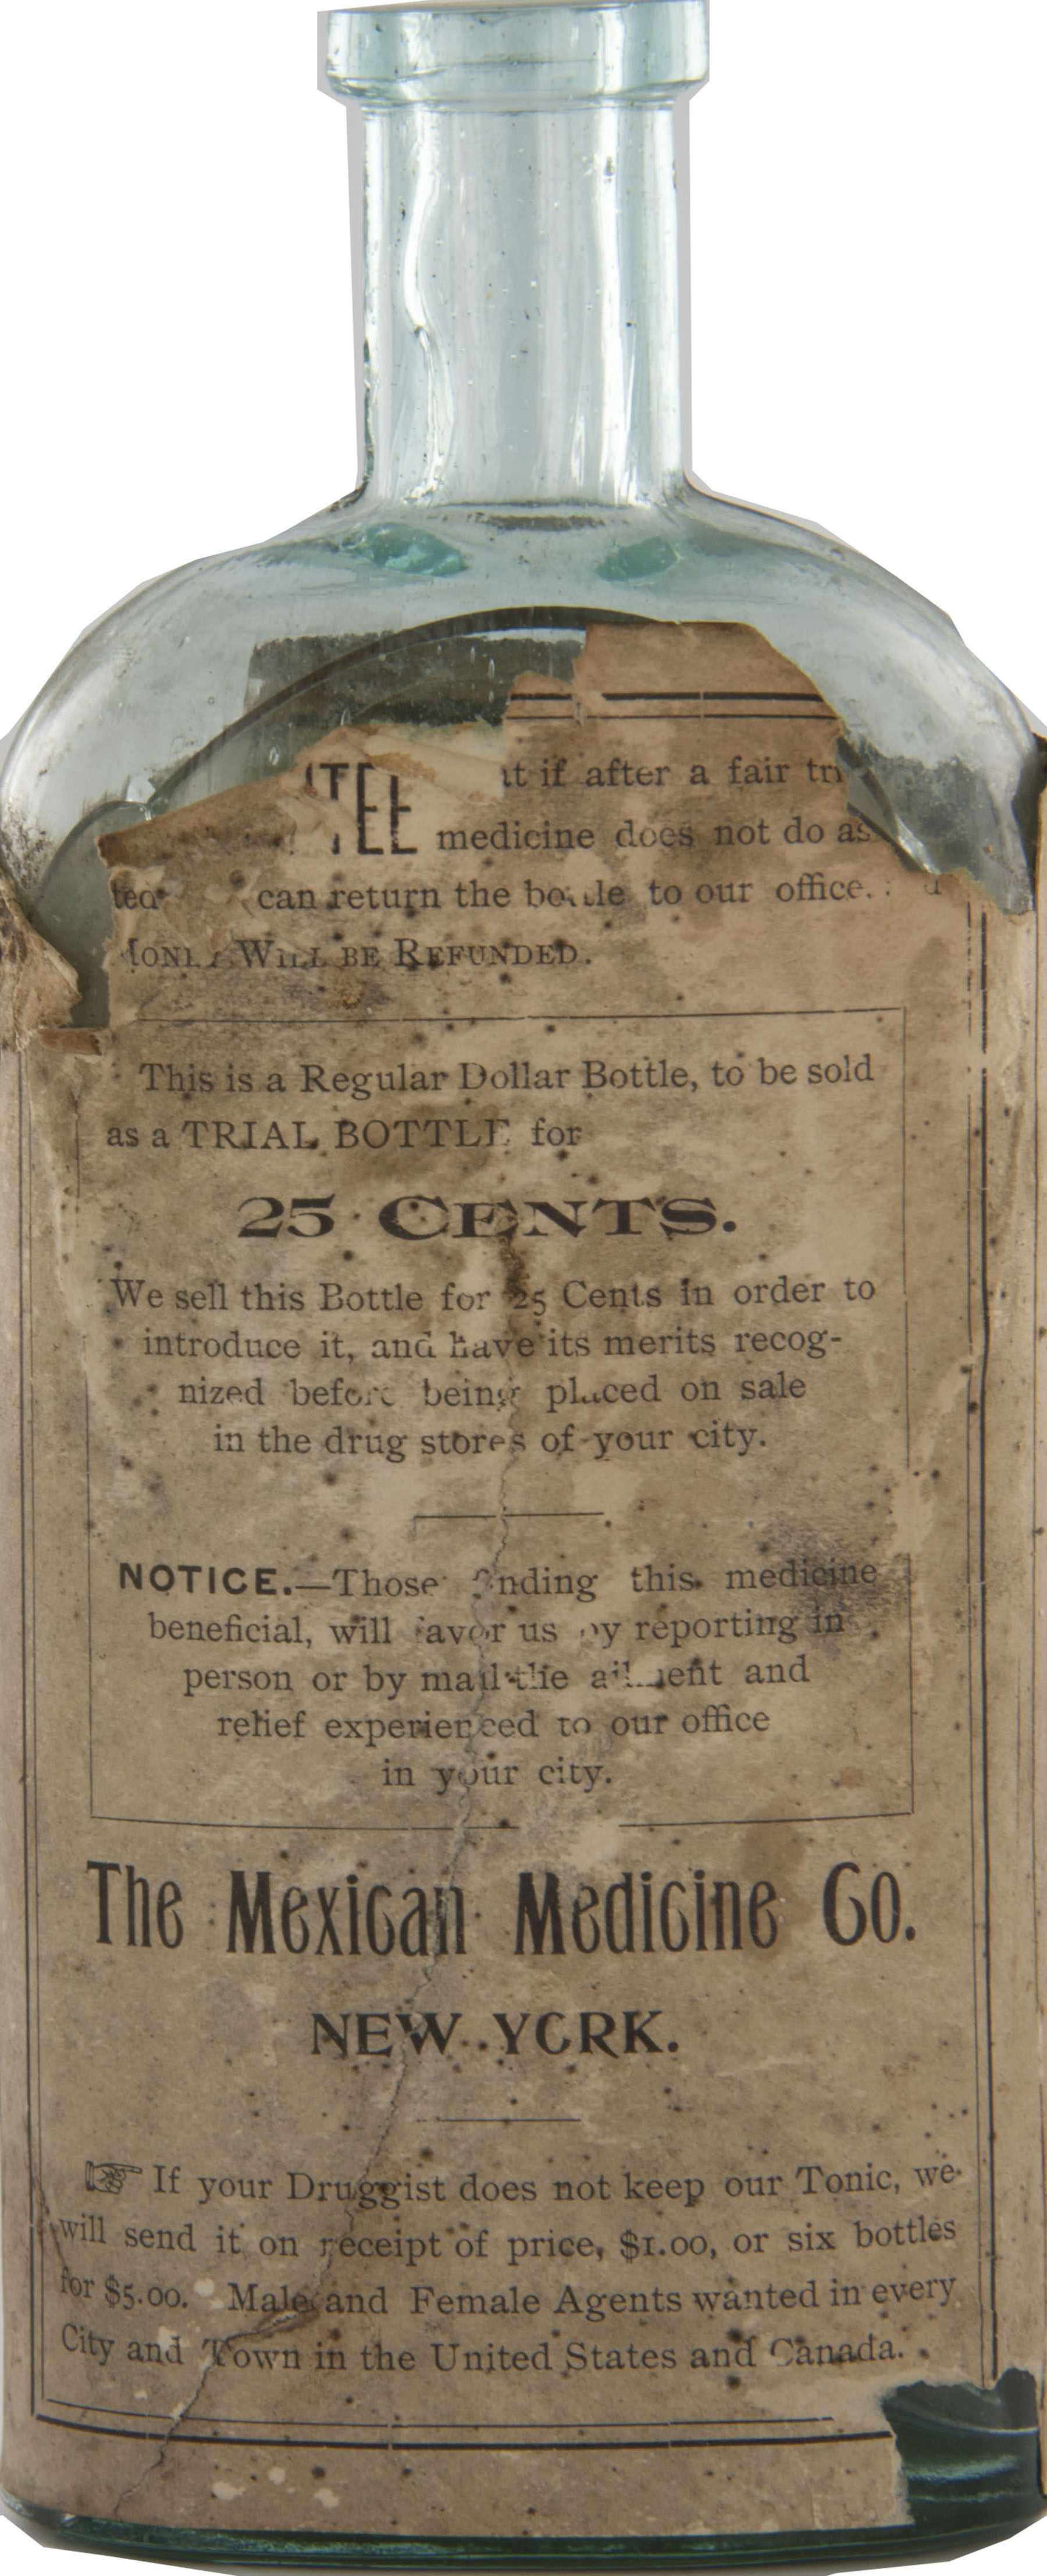 if after a fair
medicine does not do as
can return the bottle to our office.
WILL BE REFUNDED.
This is a Regular Dollar Bottle, to be sold
as a TRIAL BOTTLE for
25 CENTS.
We sell this Bottle for 25 Cents in order to
introduce it, and have its merits recog-
nized before being placed on sale
in the drug stores of your city.
NOTICE.—Those finding this medicine
beneficial, will favor us by reporting in
person or by mail the ailment and
relief experienced to our office
in your city.
The Mexican Medicine Co.
NEW YORK.
☞ If your Druggist does not keep our Tonic, we
will send it on receipt of price, $1.00, or six bottles
for $5.00. Male and Female Agents wanted in every
City and Town in the United States and Canada.